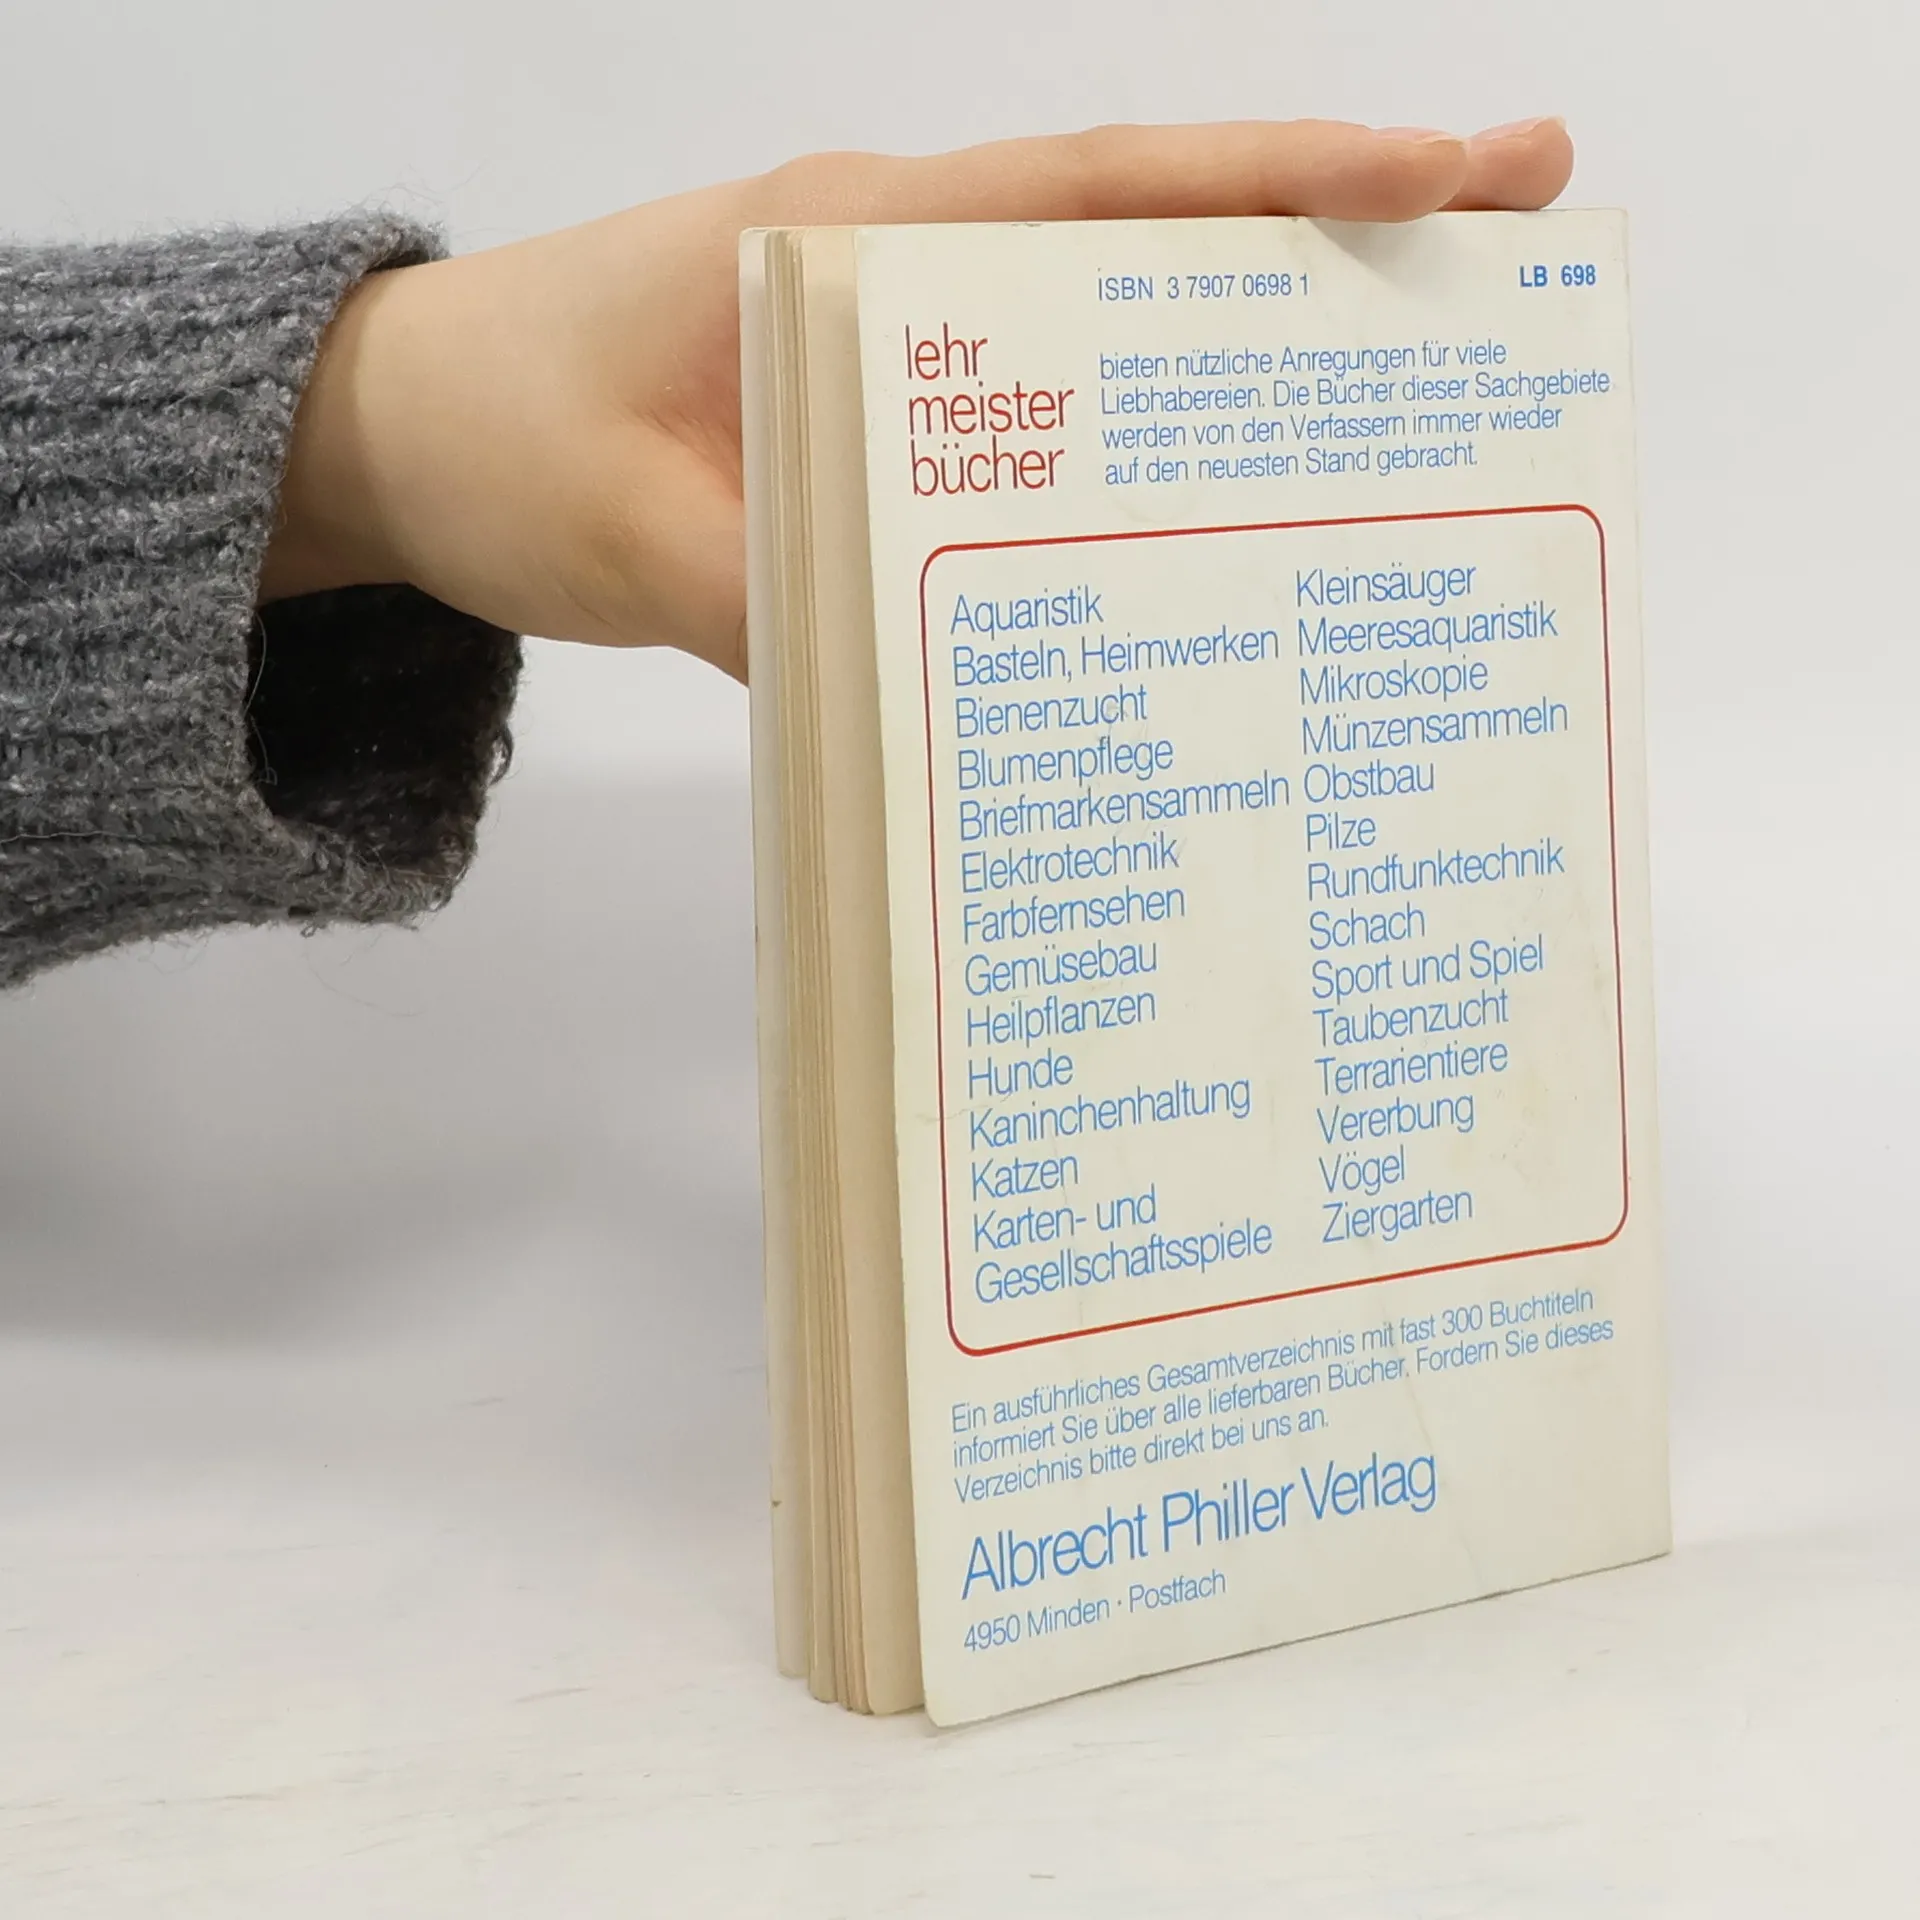 ISBN 3 7907 0698 1
LB 698
lehr
meister
bücher
bieten nützliche Anregungen für viele
Liebhabereien. Die Bücher dieser Sachgebiete
werden von den Verfassern immer wieder
auf den neuesten Stand gebracht.
Aquaristik
Basteln, Heimwerken
Bienenzucht
Blumenpflege
Briefmarkensammeln
Elektrotechnik
Farbfernsehen
Gemüsebau
Heilpflanzen
Hunde
Kaninchenhaltung
Katzen
Karten- und
Gesellschaftsspiele
Kleinsäuger
Meeresaquaristik
Mikroskopie
Münzensammeln
Obstbau
Pilze
Rundfunktechnik
Schach
Sport und Spiel
Taubenzucht
Terrarientiere
Vererbung
Vögel
Ziergarten
Ein ausführliches Gesamtverzeichnis mit fast 300 Buchtiteln
informiert Sie über alle lieferbaren Bücher. Fordern Sie dieses
Verzeichnis bitte direkt bei uns an.
Albrecht Philler Verlag
4950 Minden · Postfach